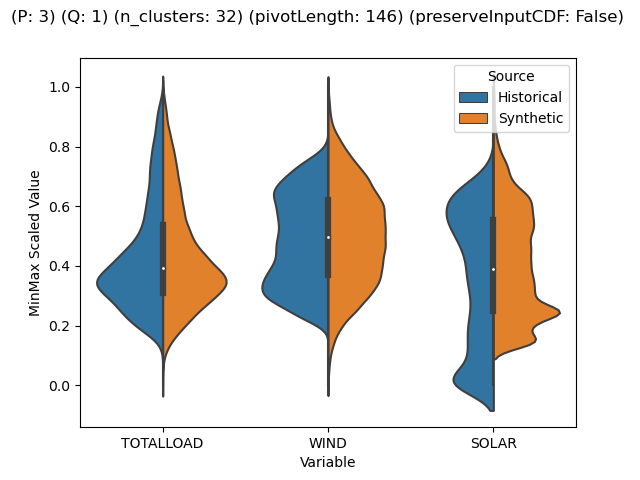 (P: 3) (Q: 1) (n_clusters: 32) (pivotLength: 146) (preserveInputCDF: False)
Source
Historical
Synthetic
1.0
0.8
0.6
0.4
0.2
0.0
MinMax Scaled Value
TOTALLOAD WIND SOLAR
Variable